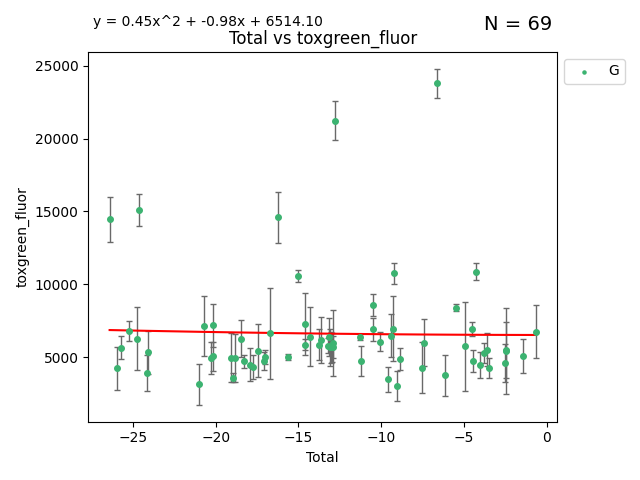 y = 0.45x^2 + -0.98x + 6514.10
N = 69
Total vs toxgreen_fluor
G
25000
20000
15000
10000
5000
toxgreen_fluor
−25 −20 −15 −10 −5 0
Total